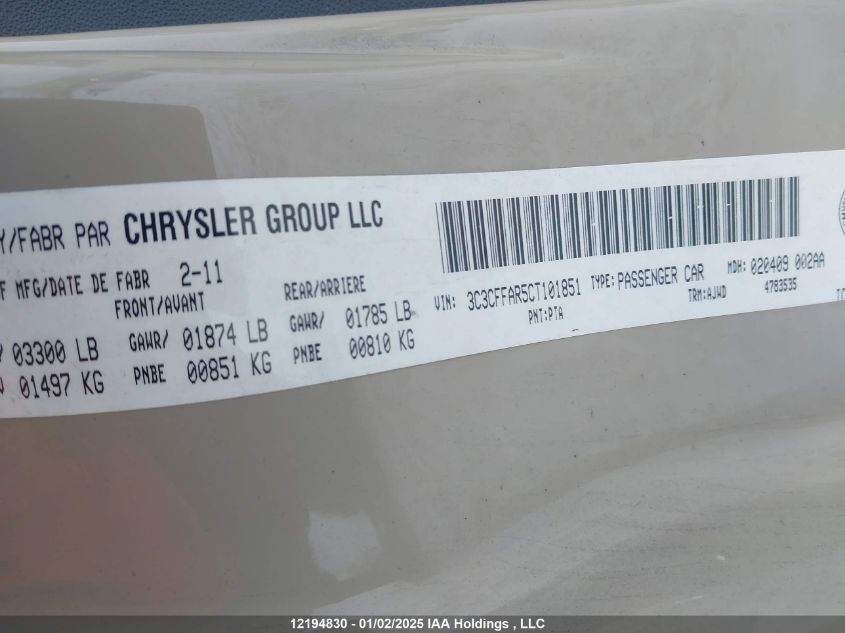 Y/FABR PAR CHRYSLER GROUP LLC
F MFG/DATE DE FABR 2-11
FRONT/AVANT REAR/ARRIERE
03300 LB GAWR/ 01874 LB GAWR/ 01785 LB
01497 KG PNBE 00851 KG PNBE 00810 KG
VIN: 3C3CFFAR5CT101851 TYPE: PASSENGER CAR MDH: 020409 002AA
PNT: PTA TRM: AJWD 4783535
12194830 - 01/02/2025 IAA Holdings , LLC